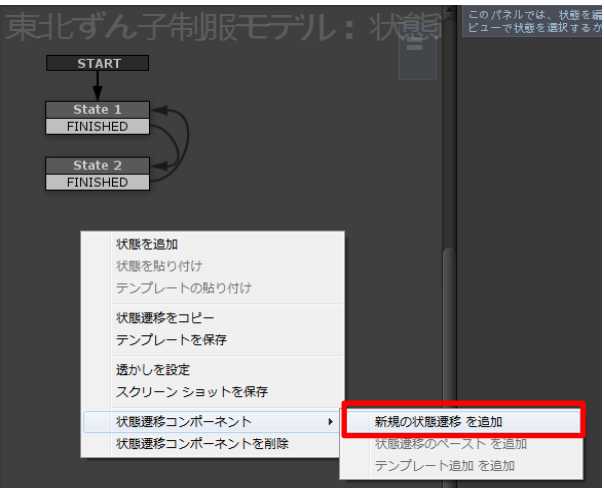 東北ずん子制服モデル：状態
このパネルでは、状態を編
ビューで状態を選択するか
START
State 1
FINISHED
State 2
FINISHED
状態を追加
状態を貼り付け
テンプレートの貼り付け
状態遷移をコピー
テンプレートを保存
透かしを設定
スクリーン ショットを保存
状態遷移コンポーネント
新規の状態遷移 を追加
状態遷移コンポーネントを削除
状態遷移のペースト を追加
テンプレート追加 を追加